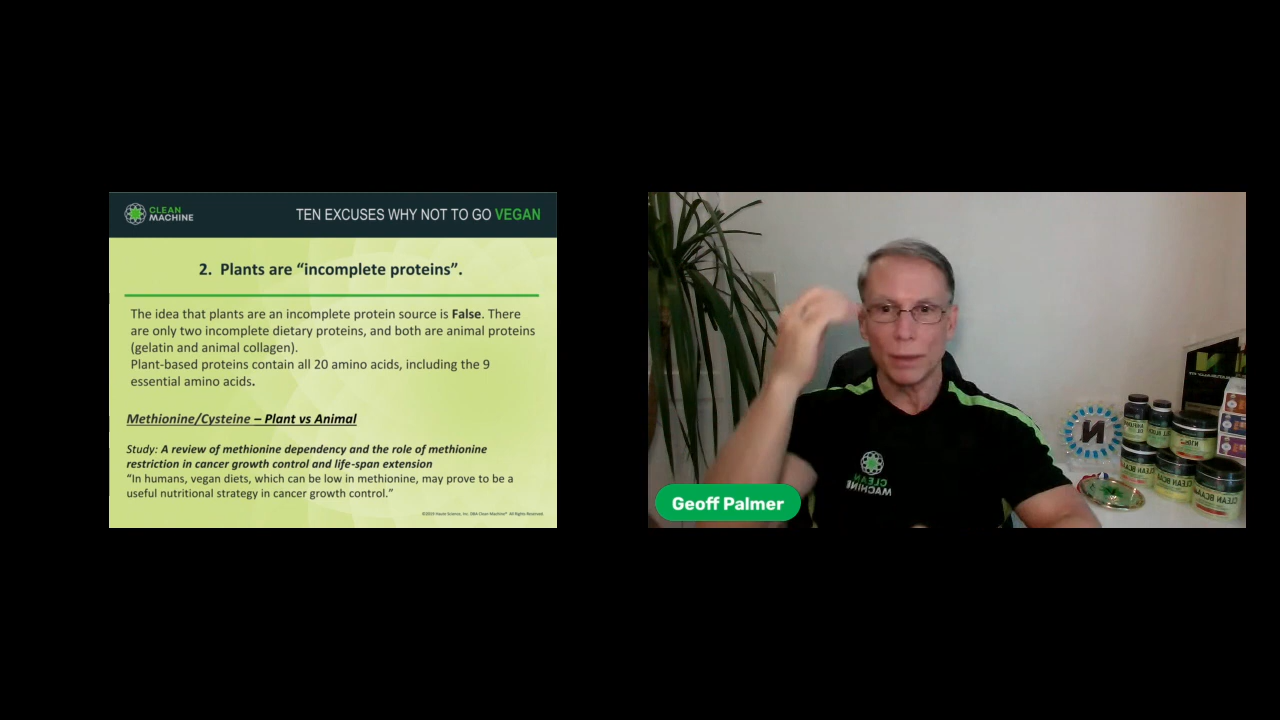 CLEAN
MACHINE
TEN EXCUSES WHY NOT TO GO VEGAN
2. Plants are “incomplete proteins”.
The idea that plants are an incomplete protein source is False. There
are only two incomplete dietary proteins, and both are animal proteins
(gelatin and animal collagen).
Plant-based proteins contain all 20 amino acids, including the 9
essential amino acids.
Methionine/Cysteine – Plant vs Animal
Study: A review of methionine dependency and the role of methionine
restriction in cancer growth control and life-span extension
“In humans, vegan diets, which can be low in methionine, may prove to be a
useful nutritional strategy in cancer growth control.”
CLEAN
MACHINE
Geoff Palmer
N
CLEAN BCAA
CLEAN BCAA